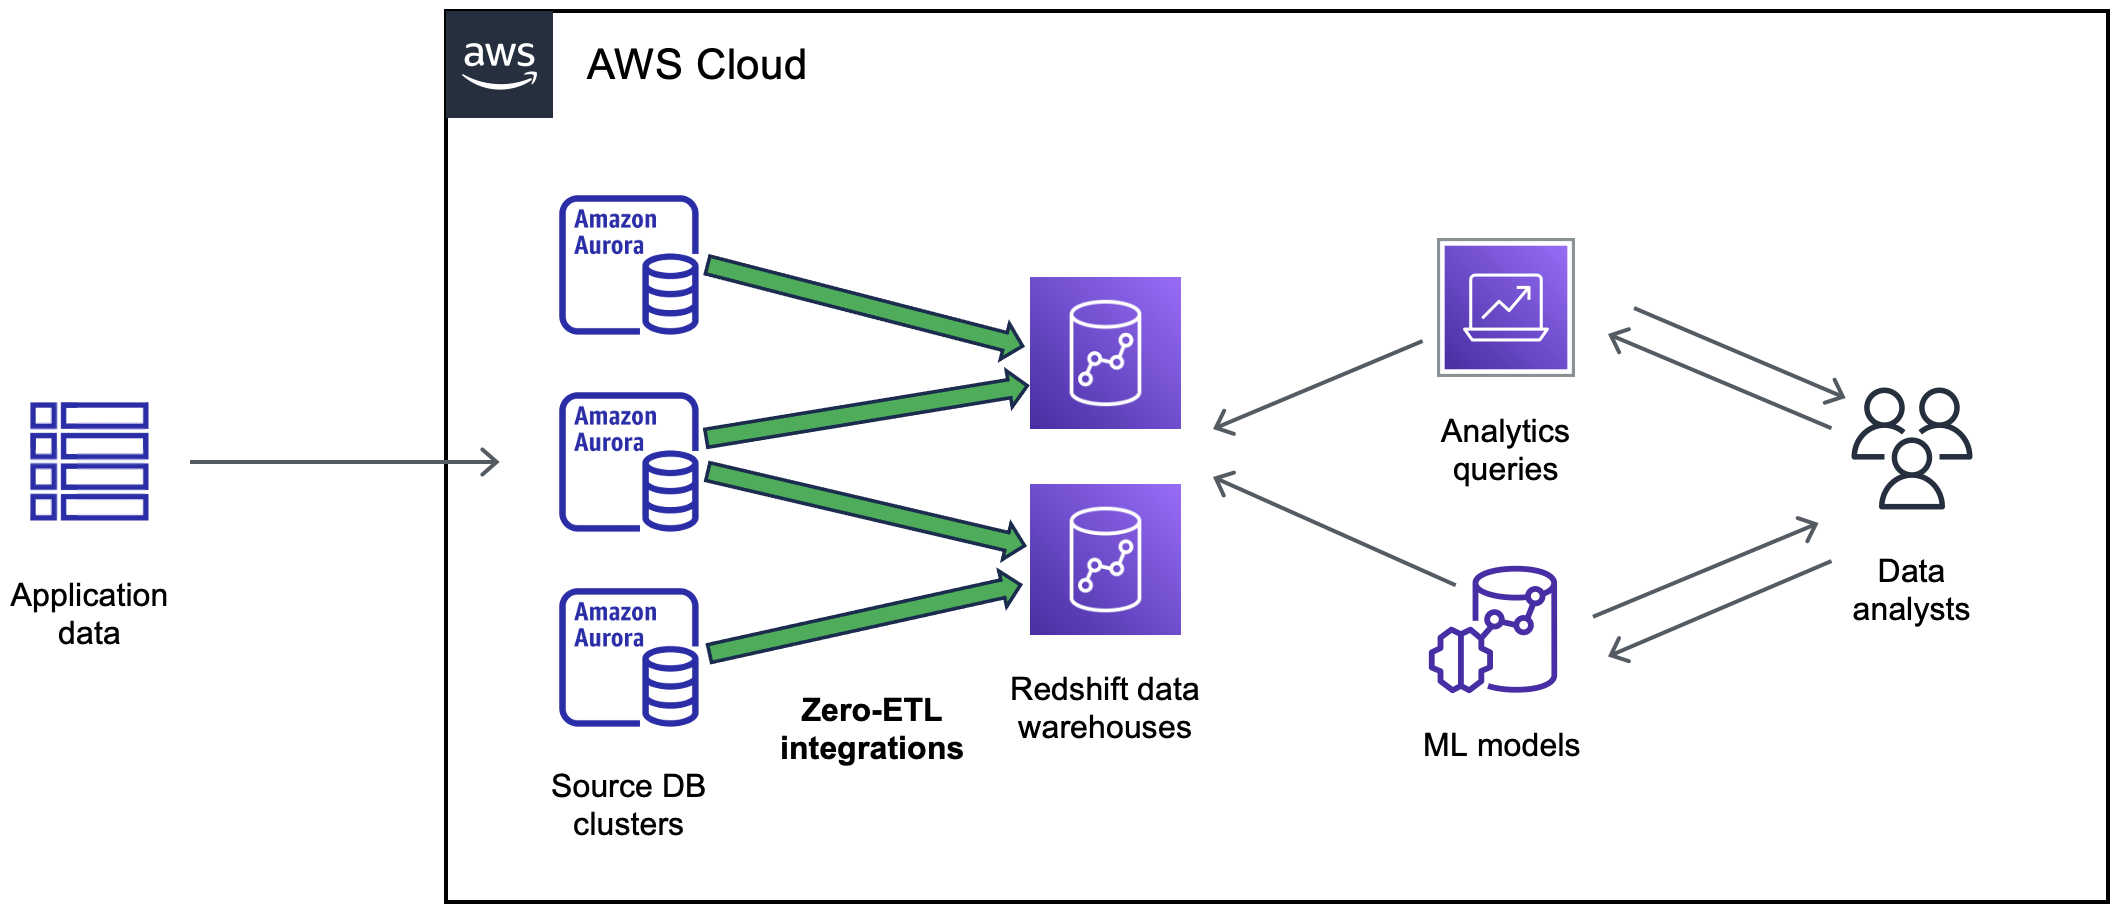 aws
AWS Cloud
Amazon
Aurora
Amazon
Aurora
Amazon
Aurora
Application
data
Source DB
clusters
Zero-ETL
integrations
Redshift data
warehouses
Analytics
queries
ML models
Data
analysts